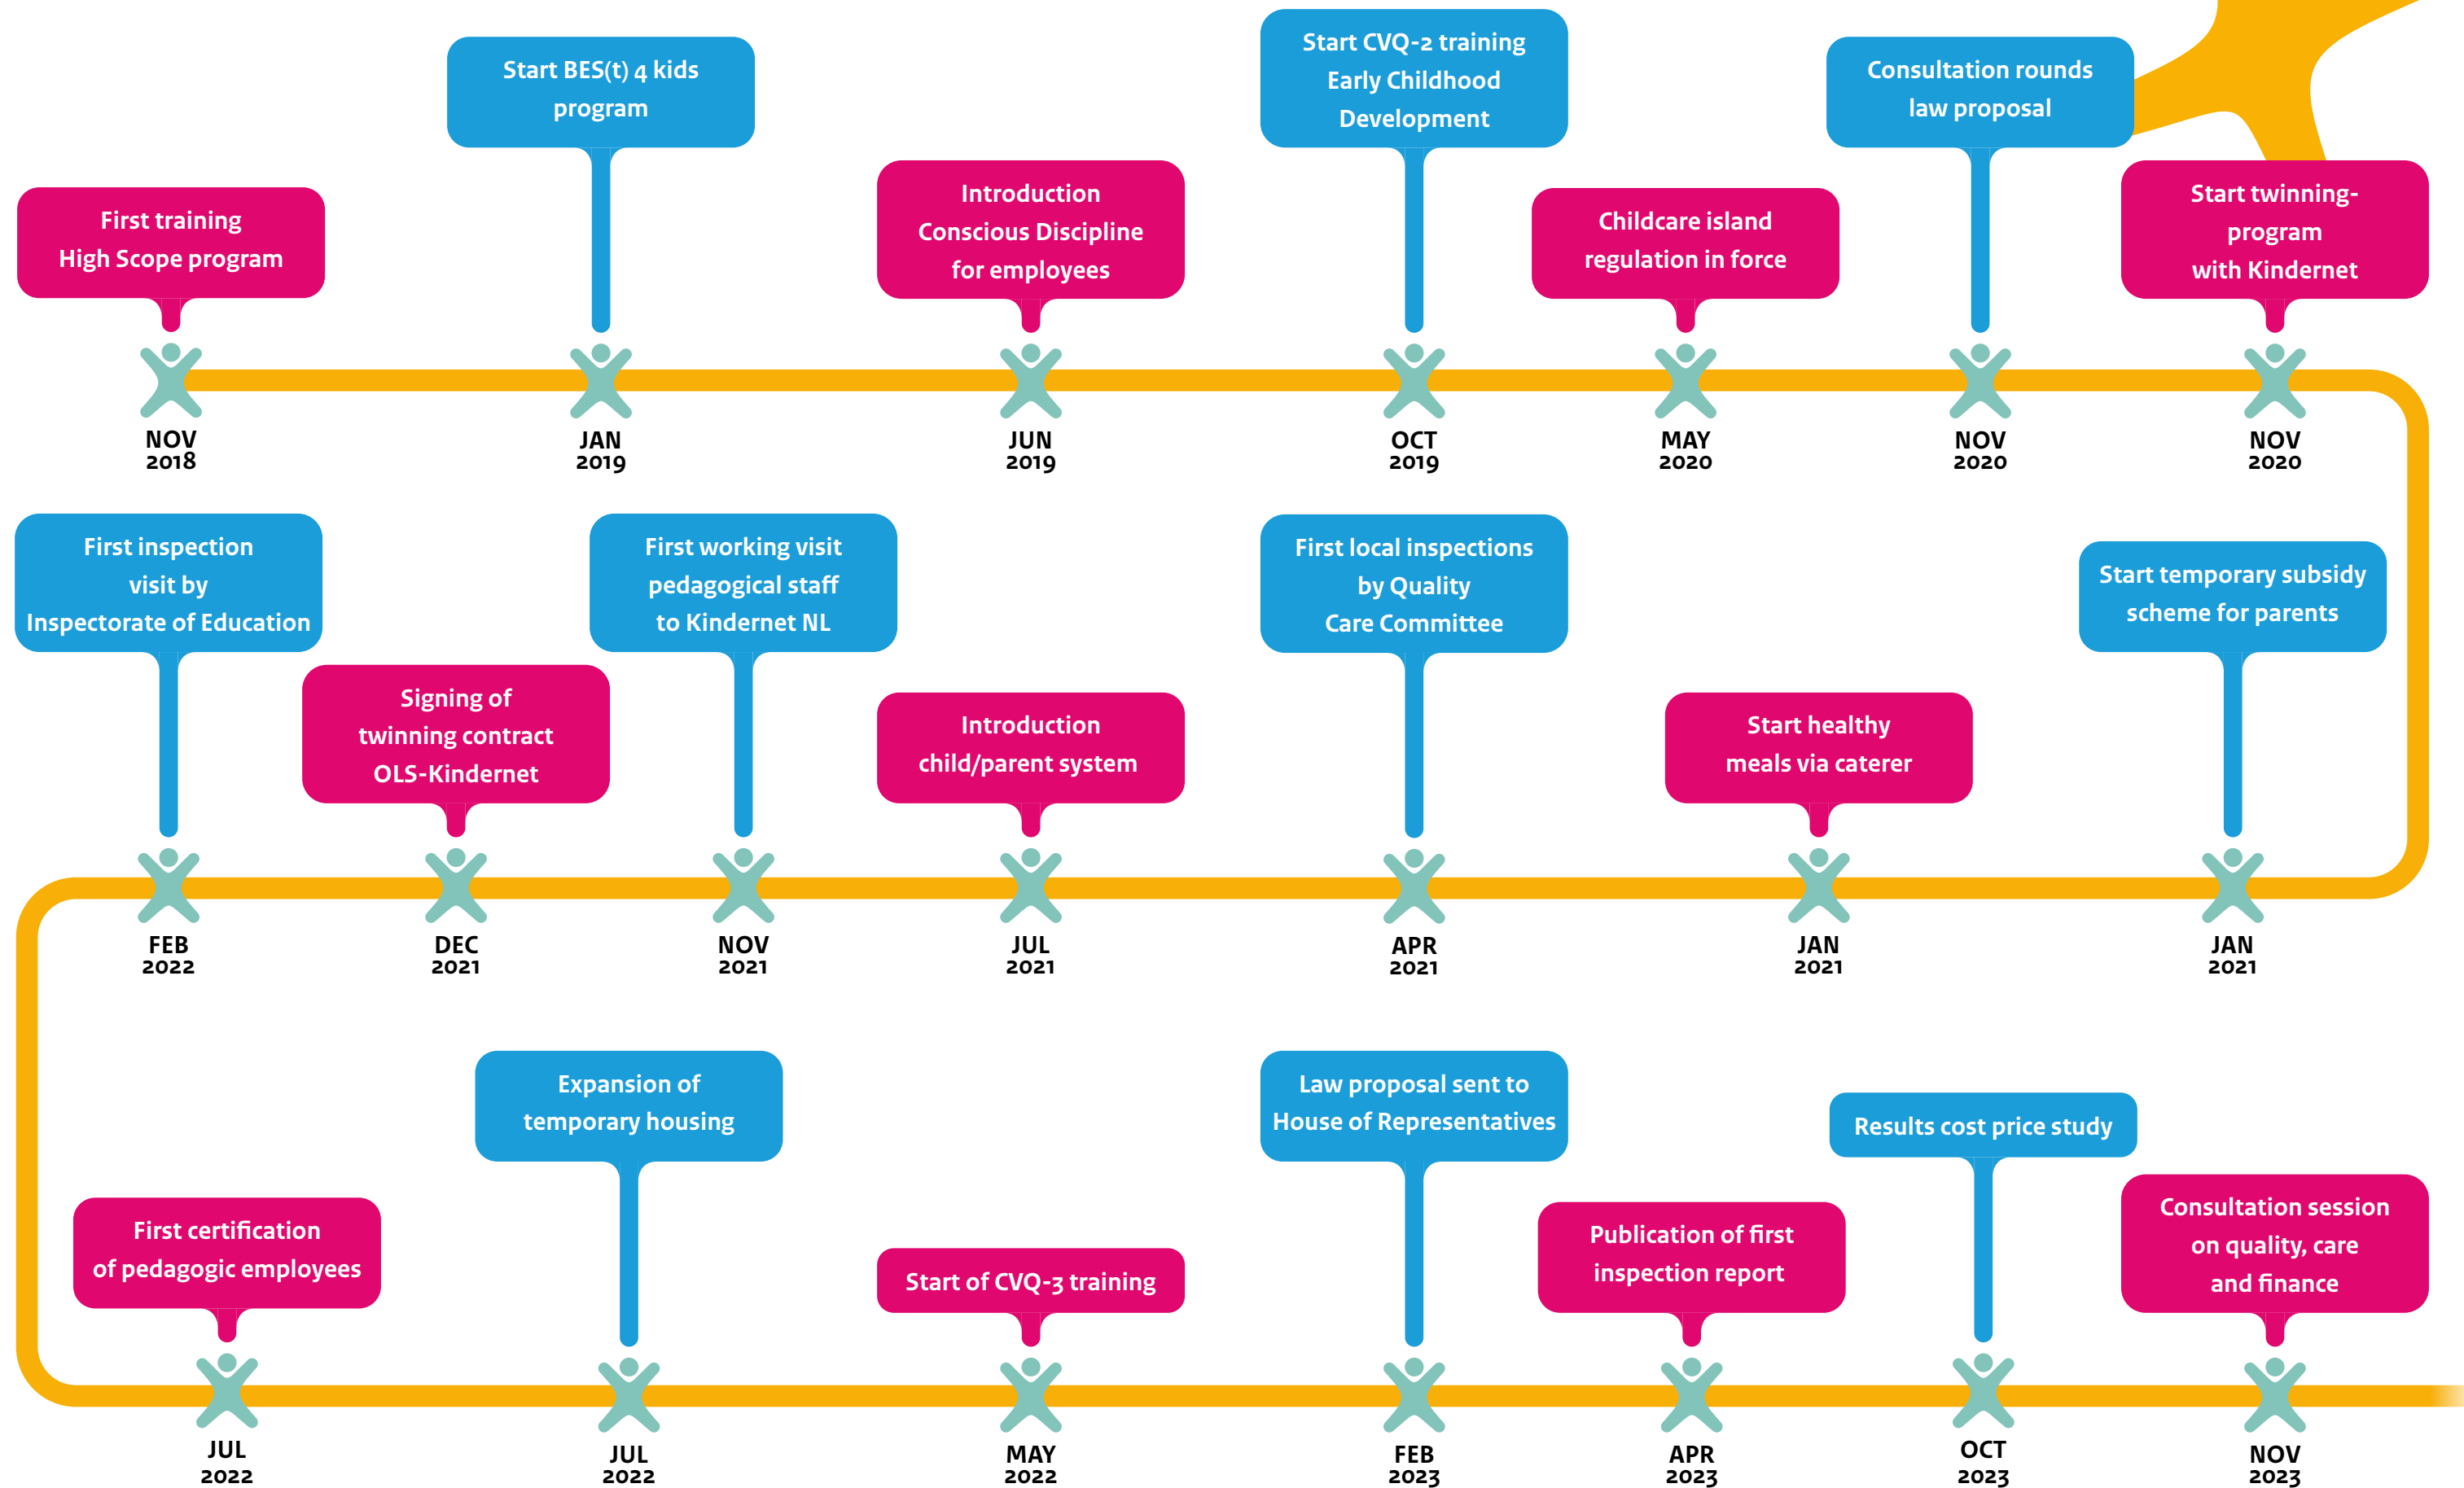 First training
High Scope program
NOV
2018
Start BES(t) 4 kids
program
JAN
2019
Introduction
Conscious Discipline
for employees
JUN
2019
Start CVQ-2 training
Early Childhood
Development
OCT
2019
Childcare island
regulation in force
MAY
2020
Consultation rounds
law proposal
NOV
2020
Start twinning-
program
with Kindernet
NOV
2020
First inspection
visit by
Inspectorate of Education
FEB
2022
Signing of
twinning contract
OLS-Kindernet
DEC
2021
First working visit
pedagogical staff
to Kindernet NL
NOV
2021
Introduction
child/parent system
JUL
2021
First local inspections
by Quality
Care Committee
APR
2021
Start healthy
meals via caterer
JAN
2021
Start temporary subsidy
scheme for parents
JAN
2021
First certification
of pedagogic employees
JUL
2022
Expansion of
temporary housing
JUL
2022
Start of CVQ-3 training
MAY
2022
Law proposal sent to
House of Representatives
FEB
2023
Publication of first
inspection report
APR
2023
Results cost price study
OCT
2023
Consultation session
on quality, care
and finance
NOV
2023